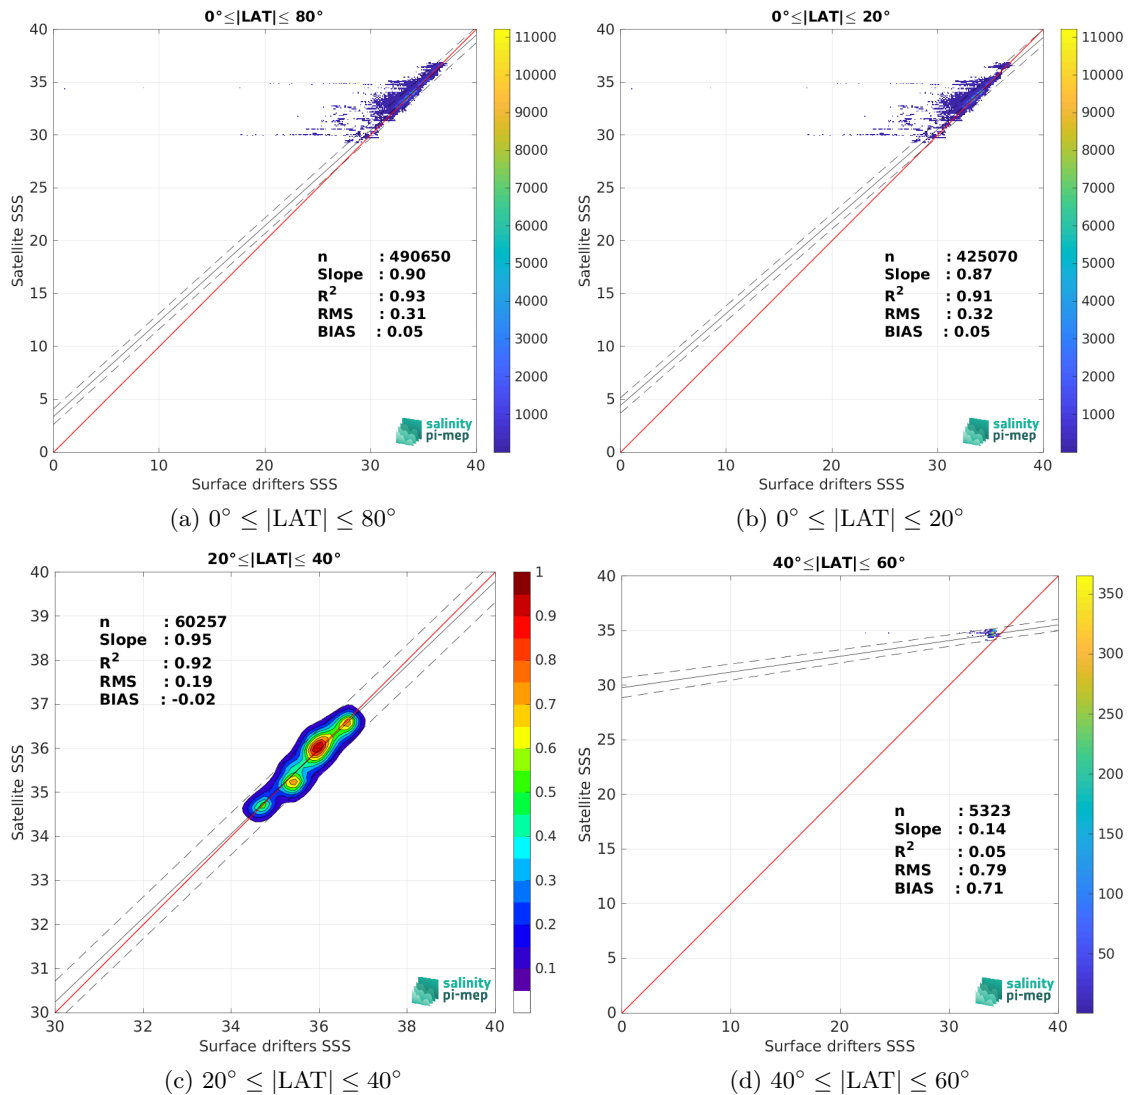 0°≤|LAT|≤ 80°
40
35
30
25
20
15
10
5
0
Satellite SSS
n : 490650
Slope : 0.90
R² : 0.93
RMS : 0.31
BIAS : 0.05
salinity
pi-mep
0 10 20 30 40
Surface drifters SSS
11000
10000
9000
8000
7000
6000
5000
4000
3000
2000
1000
(a) 0° ≤ |LAT| ≤ 80°
0°≤|LAT|≤ 20°
40
35
30
25
20
15
10
5
0
Satellite SSS
n : 425070
Slope : 0.87
R² : 0.91
RMS : 0.32
BIAS : 0.05
salinity
pi-mep
0 10 20 30 40
Surface drifters SSS
11000
10000
9000
8000
7000
6000
5000
4000
3000
2000
1000
(b) 0° ≤ |LAT| ≤ 20°
20°≤|LAT|≤ 40°
40
39
38
37
36
35
34
33
32
31
30
Satellite SSS
n : 60257
Slope : 0.95
R² : 0.92
RMS : 0.19
BIAS : -0.02
salinity
pi-mep
30 32 34 36 38 40
Surface drifters SSS
1
0.9
0.8
0.7
0.6
0.5
0.4
0.3
0.2
0.1
(c) 20° ≤ |LAT| ≤ 40°
40°≤|LAT|≤ 60°
40
35
30
25
20
15
10
5
0
Satellite SSS
n : 5323
Slope : 0.14
R² : 0.05
RMS : 0.79
BIAS : 0.71
salinity
pi-mep
0 10 20 30 40
Surface drifters SSS
350
300
250
200
150
100
50
(d) 40° ≤ |LAT| ≤ 60°